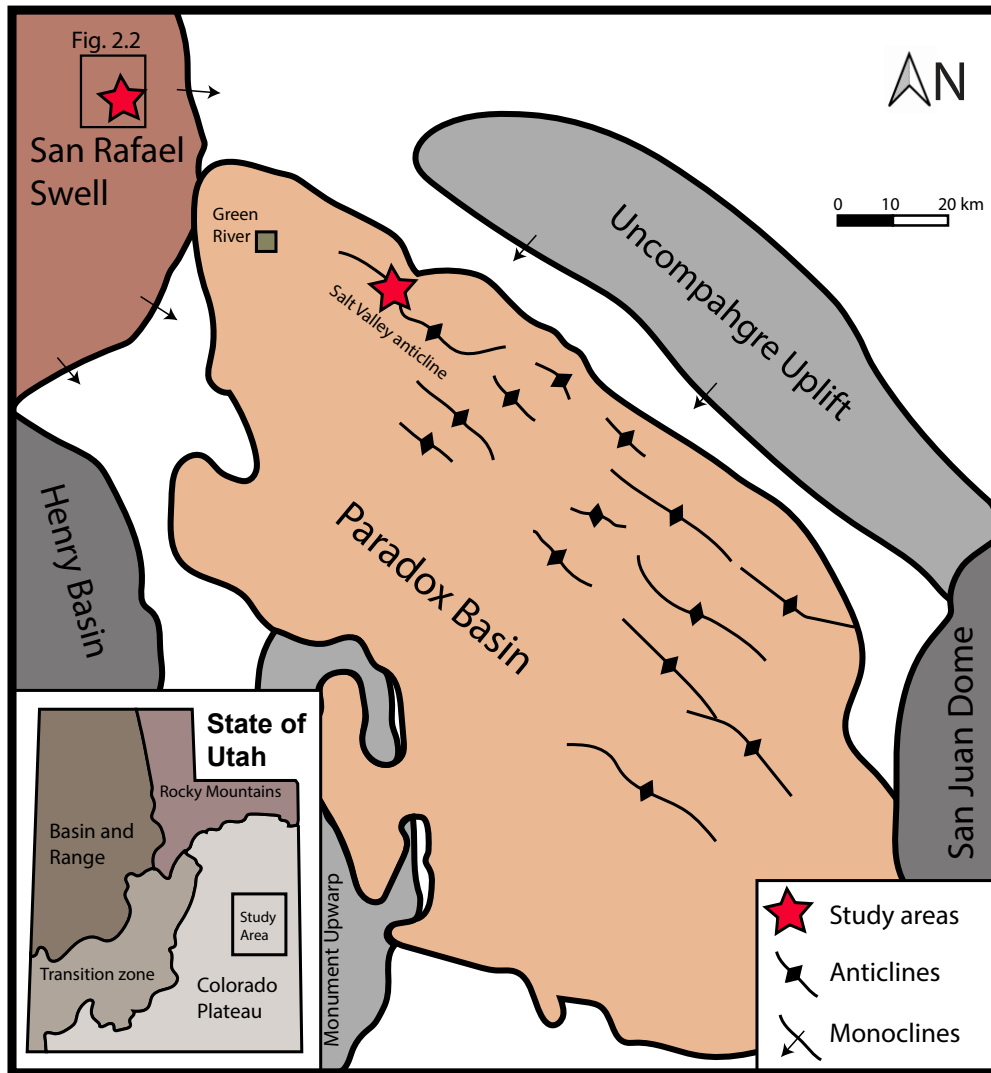 Fig. 2.2
San Rafael
Swell
N
0 10 20 km
Green
River
Uncompahgre Uplift
Salt Valley anticline
Henry Basin
Paradox Basin
San Juan Dome
Monument Upwarp
State of
Utah
Rocky Mountains
Basin and
Range
Study
Area
Transition zone
Colorado
Plateau
Study areas
Anticlines
Monoclines